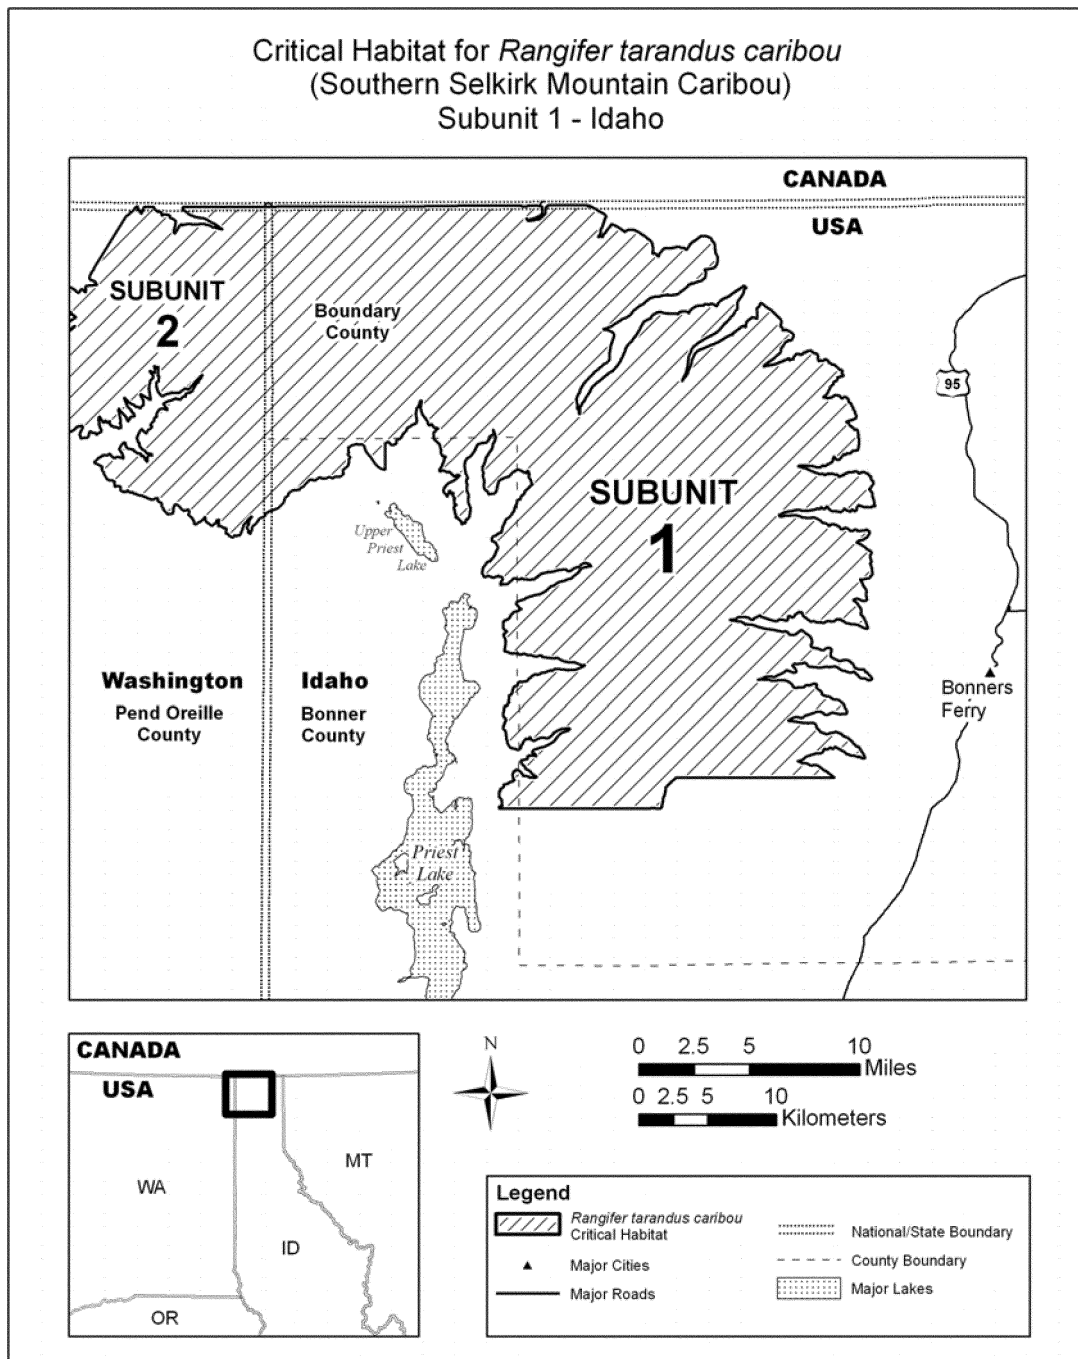 Critical Habitat for Rangifer tarandus caribou
(Southern Selkirk Mountain Caribou)
Subunit 1 - Idaho
CANADA
USA
SUBUNIT
2
Boundary
County
95
SUBUNIT
1
Upper
Priest
Lake
Washington
Pend Oreille
County
Idaho
Bonner
County
Bonners
Ferry
Priest
Lake
CANADA
USA
WA
MT
ID
OR
N
0 2.5 5 10
Miles
0 2.5 5 10
Kilometers
Legend
Rangifer tarandus caribou
Critical Habitat
Major Cities
Major Roads
National/State Boundary
County Boundary
Major Lakes